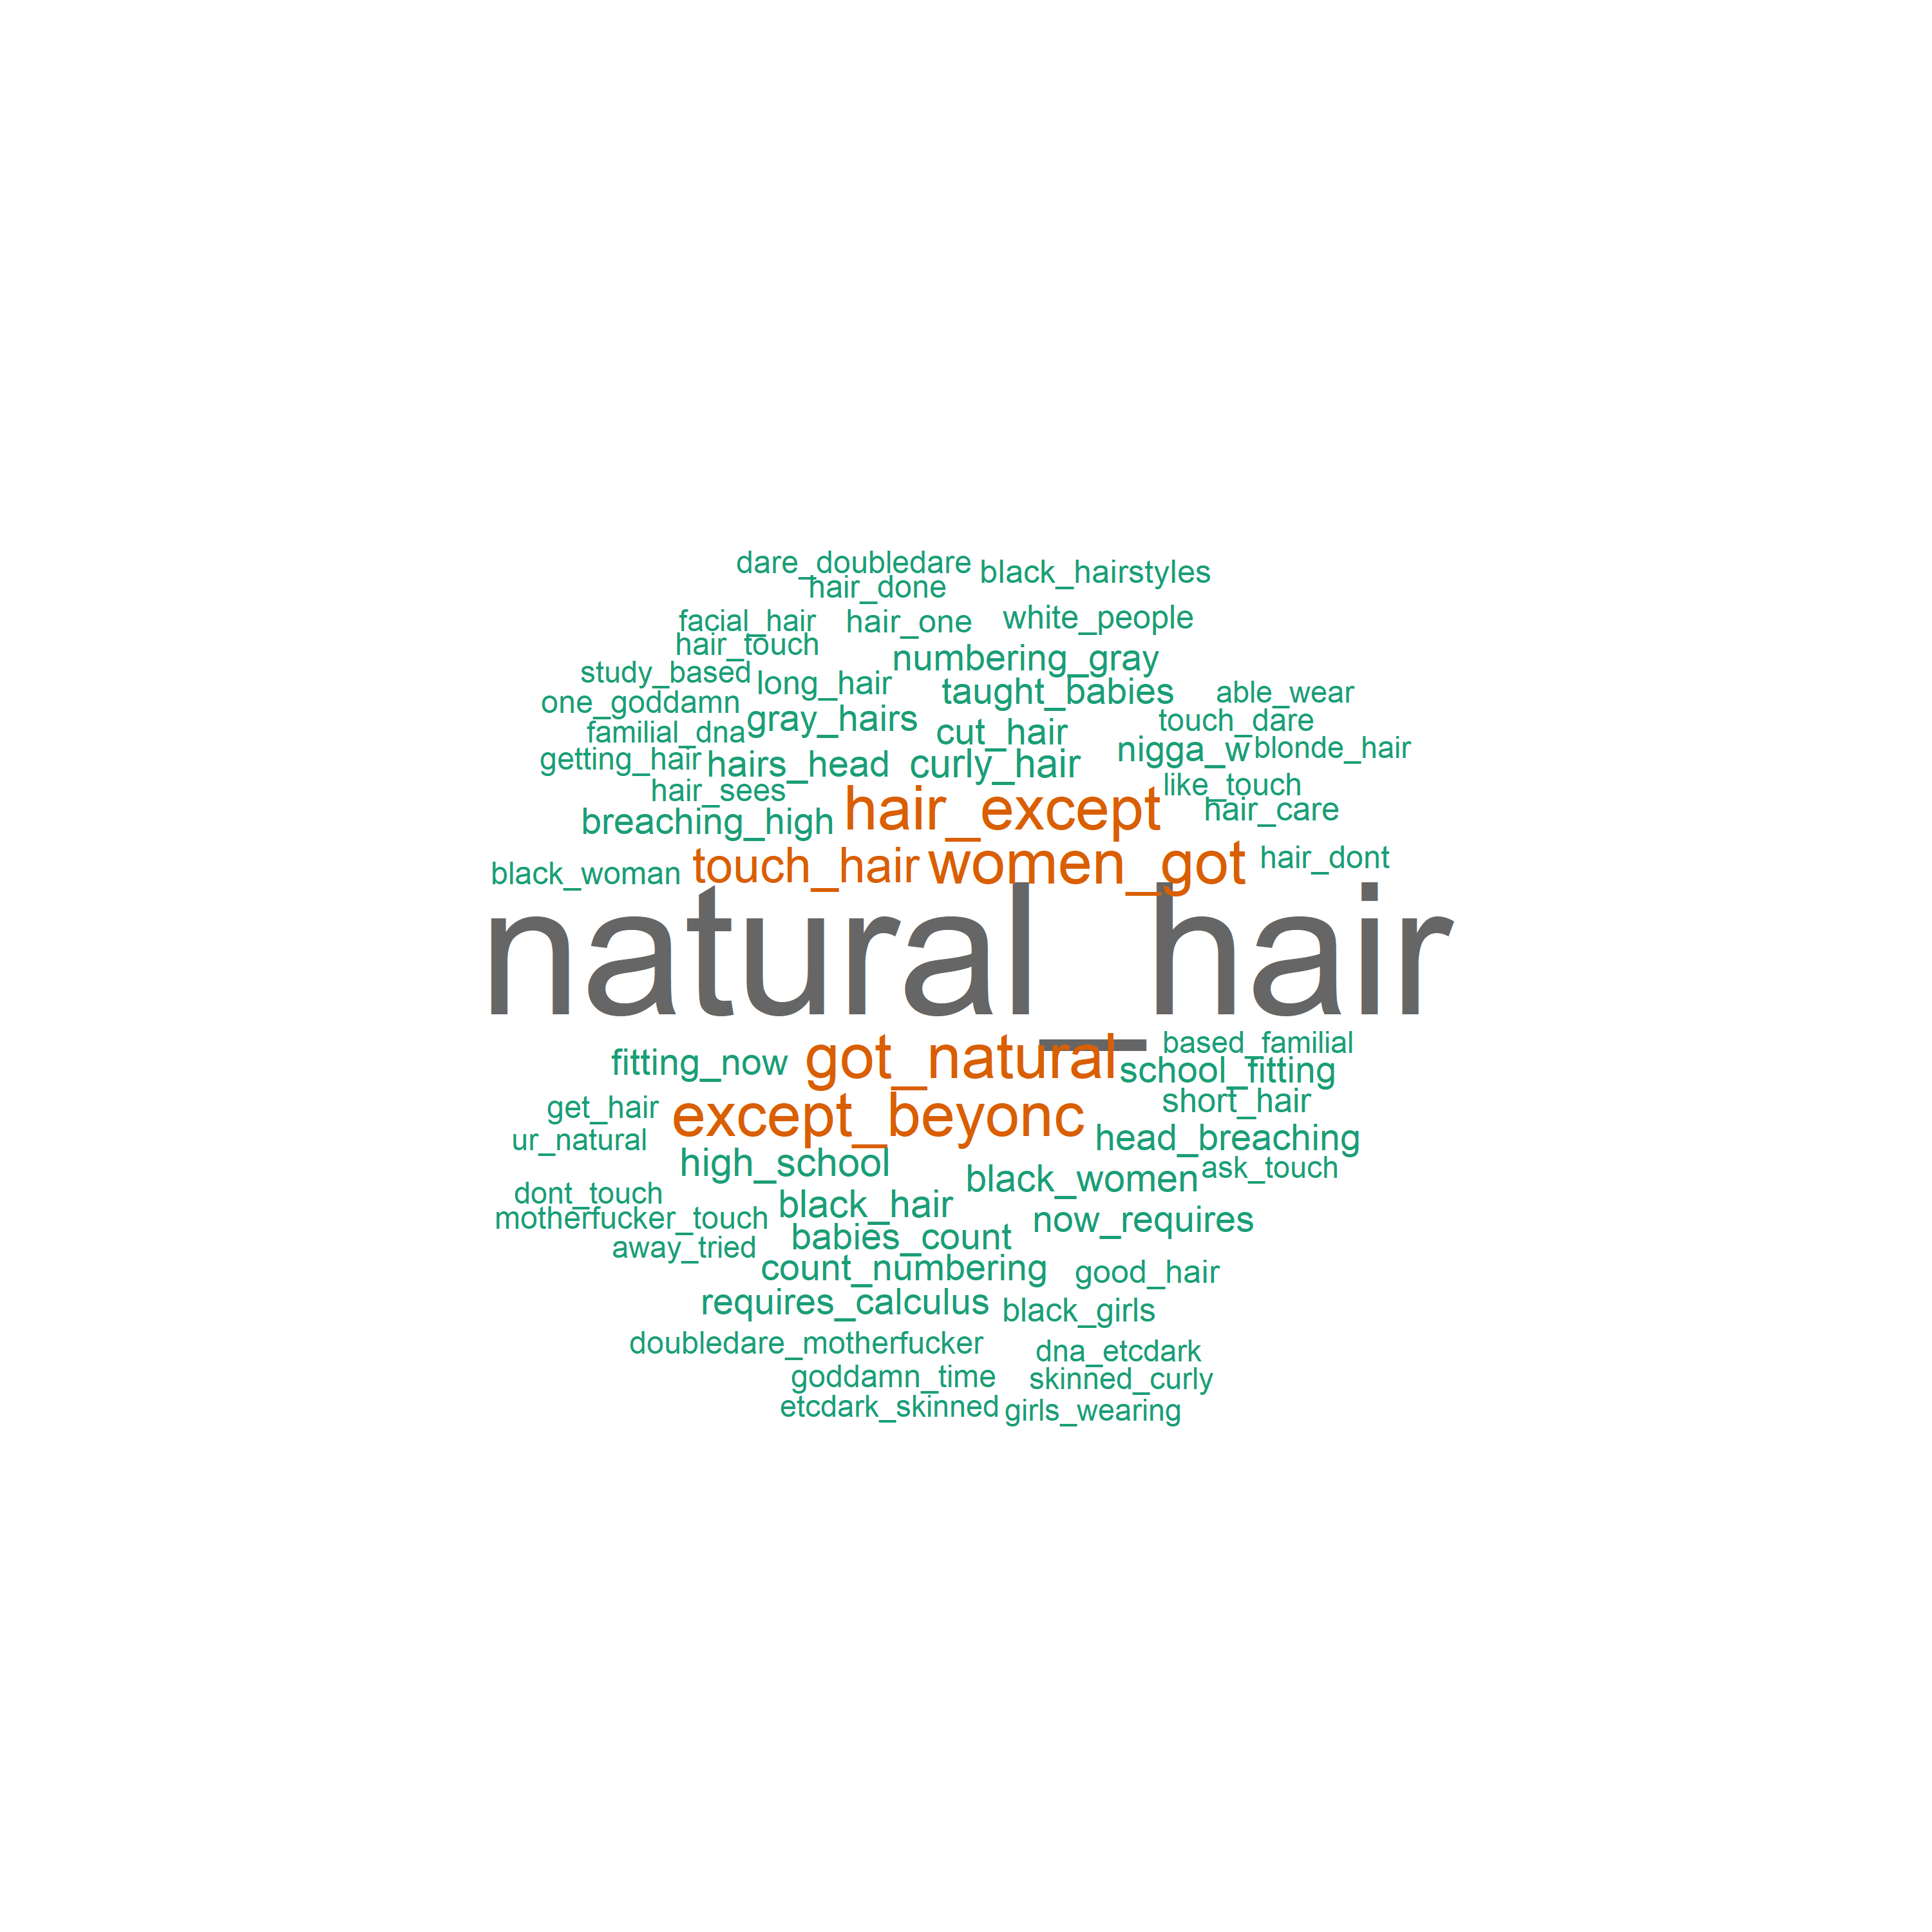 dare_doubledare black_hairstyles
hair_done
facial_hair hair_one white_people
hair_touch
study_based long_hair numbering_gray
one_goddamn taught_babies able_wear
familial_dna gray_hairs cut_hair touch_dare
getting_hair hairs_head curly_hair nigga_w blonde_hair
hair_sees hair_except like_touch
breaching_high hair_care
black_woman touch_hair women_got hair_dont
natural_hair
fitting_now got_natural based_familial
school_fitting
get_hair except_beyonc short_hair
ur_natural head_breaching
high_school black_women ask_touch
dont_touch
motherfucker_touch black_hair now_requires
away_tried babies_count
count_numbering good_hair
requires_calculus black_girls
doubledare_motherfucker dna_etcdark
goddamn_time skinned_curly
etcdark_skinned girls_wearing